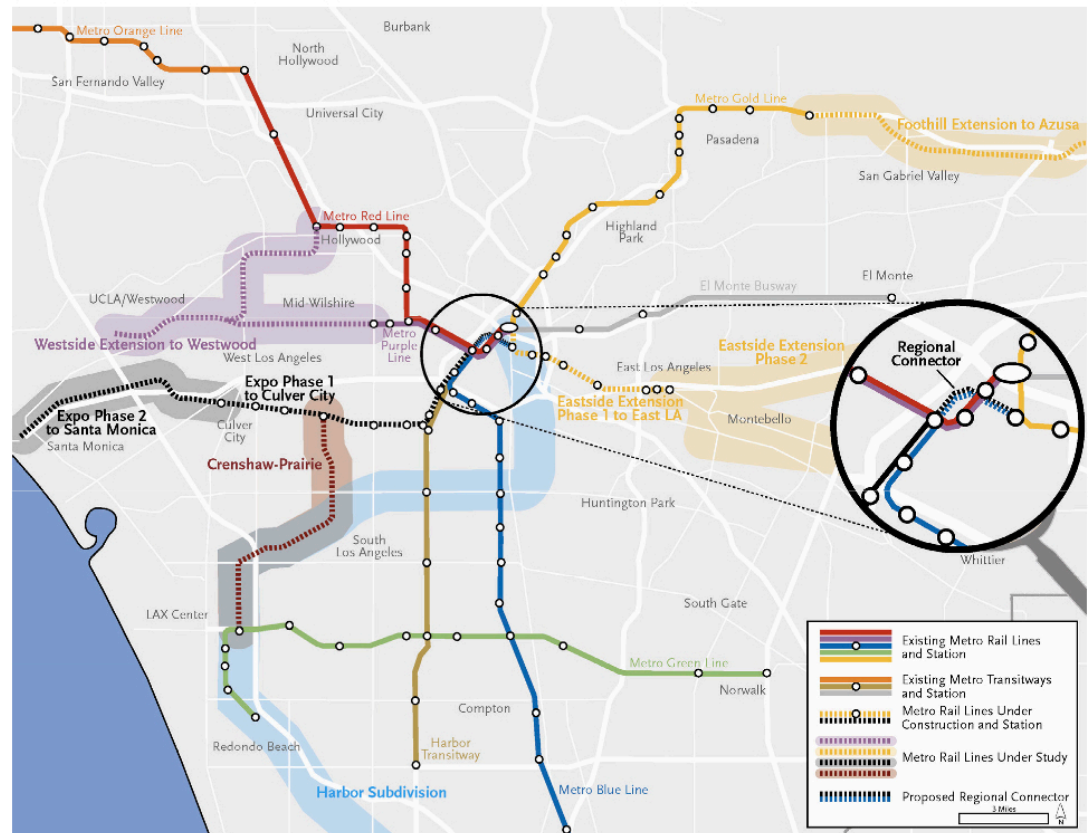 Metro Orange Line
Burbank
North
Hollywood
San Fernando Valley
Universal City
Metro Gold Line
Pasadena
Foothill Extension to Azusa
San Gabriel Valley
Metro Red Line
Hollywood
Highland
Park
El Monte
El Monte Busway
UCLA/Westwood
Mid-Wilshire
Metro
Purple
Line
Westside Extension to Westwood
West Los Angeles
East Los Angeles
Eastside Extension
Phase 2
Regional
Connector
Expo Phase 1
to Culver City
Eastside Extension
Phase 1 to East LA
Expo Phase 2
to Santa Monica
Culver
City
Montebello
Santa Monica
Crenshaw-Prairie
Huntington Park
South
Los Angeles
Whittier
LAX Center
South Gate
Metro Green Line
Norwalk
Compton
Redondo Beach
Harbor
Transitway
Harbor Subdivision
Metro Blue Line
Existing Metro Rail Lines
and Station
Existing Metro Transitways
and Station
Metro Rail Lines Under
Construction and Station
Metro Rail Lines Under Study
Proposed Regional Connector
3 Miles
N